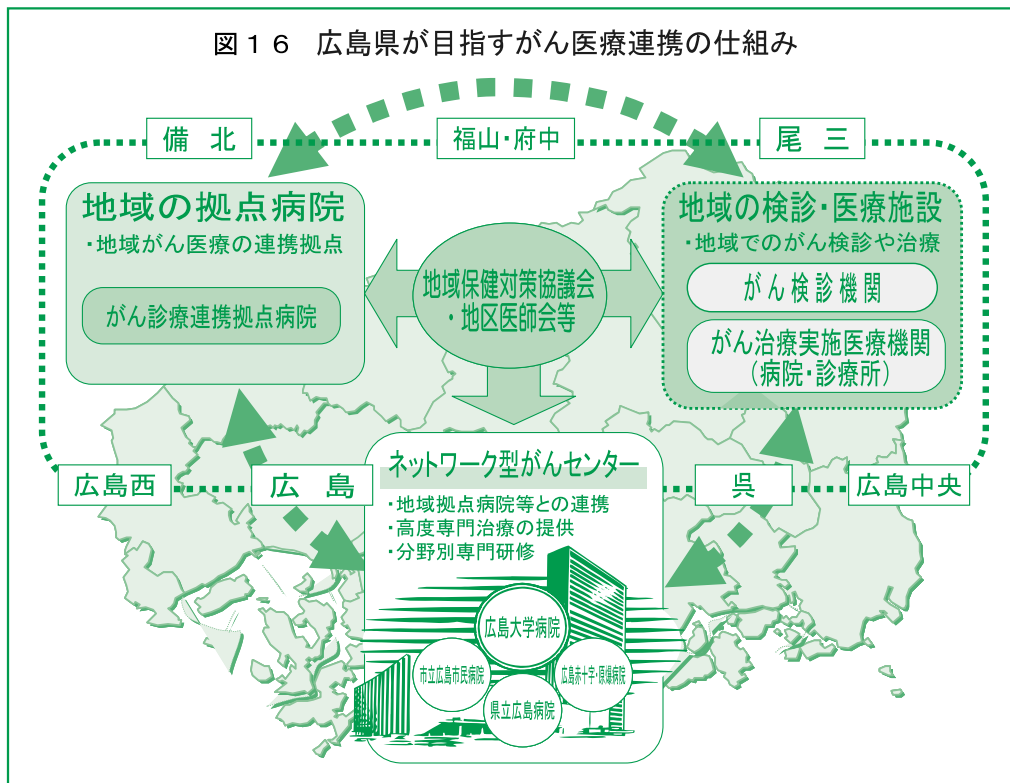 図１６ 広島県が目指すがん医療連携の仕組み
備 北
福山・府中
尾 三
地域の拠点病院
・地域がん医療の連携拠点
がん診療連携拠点病院
地域保健対策協議会
・地区医師会等
地域の検診・医療施設
・地域でのがん検診や治療
がん検診機関
がん治療実施医療機関
（病院・診療所）
広島西
広 島
呉
広島中央
ネットワーク型がんセンター
・地域拠点病院等との連携
・高度専門治療の提供
・分野別専門研修
広島大学病院
市立広島市民病院
広島赤十字・原爆病院
県立広島病院